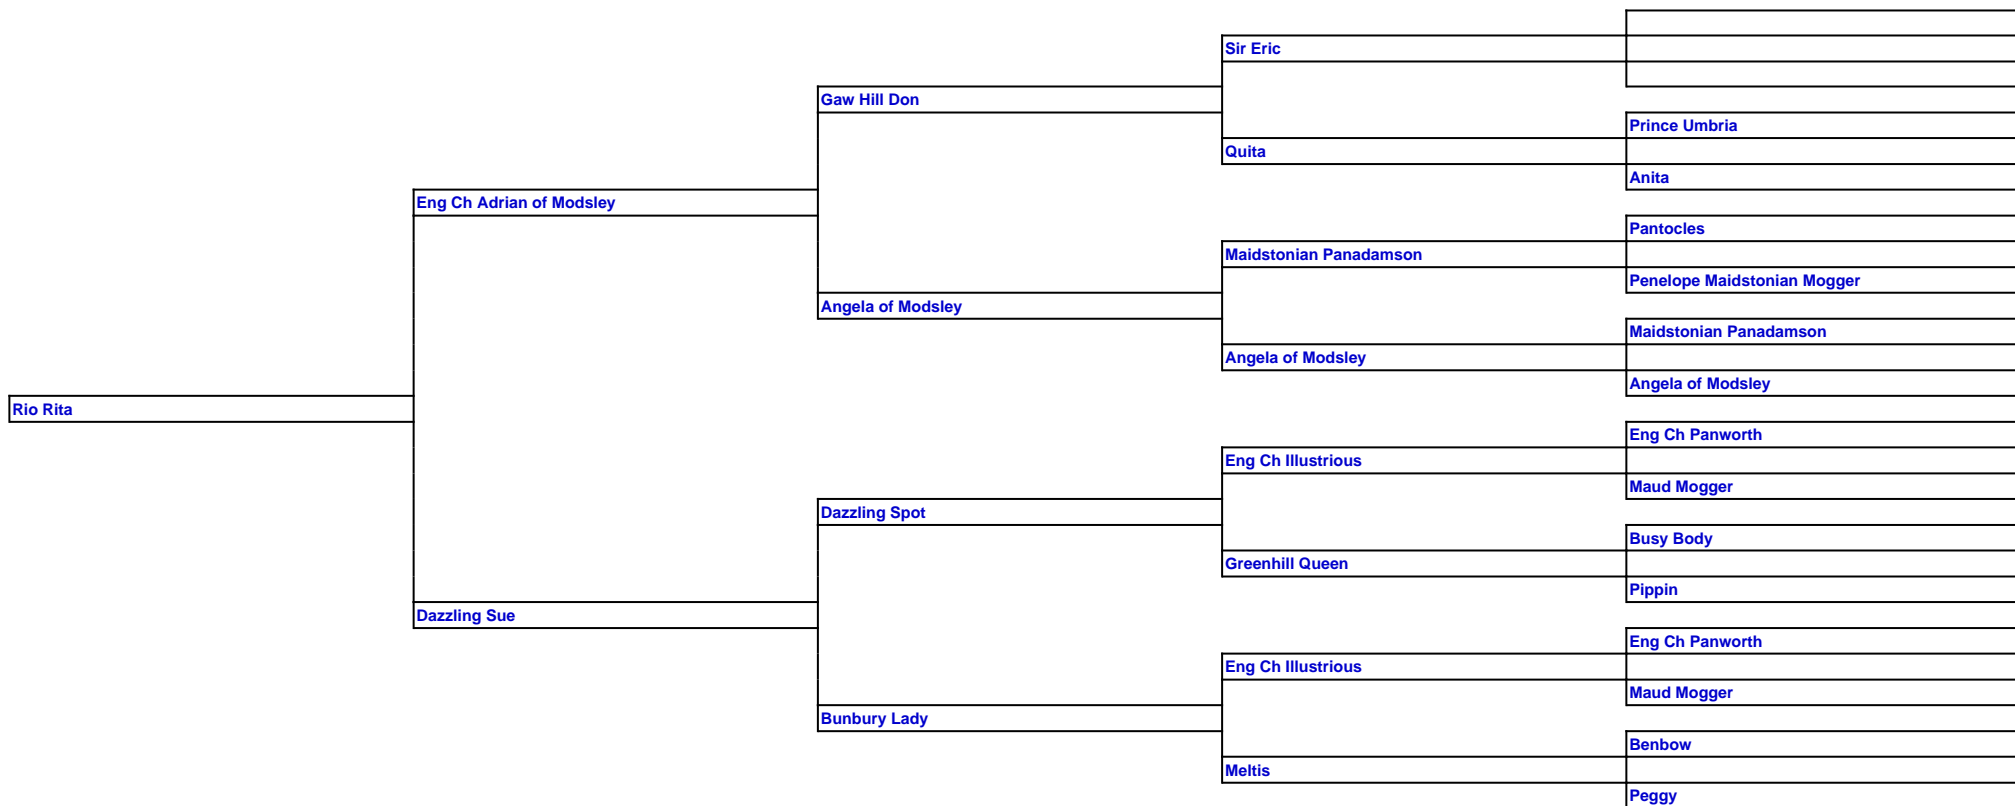 Sir Eric
Gaw Hill Don
Prince Umbria
Quita
Anita
Eng Ch Adrian of Modsley
Pantocles
Maidstonian Panadamson
Penelope Maidstonian Mogger
Angela of Modsley
Maidstonian Panadamson
Angela of Modsley
Angela of Modsley
Rio Rita
Eng Ch Panworth
Eng Ch Illustrious
Maud Mogger
Dazzling Spot
Busy Body
Greenhill Queen
Pippin
Dazzling Sue
Eng Ch Panworth
Eng Ch Illustrious
Maud Mogger
Bunbury Lady
Benbow
Meltis
Peggy